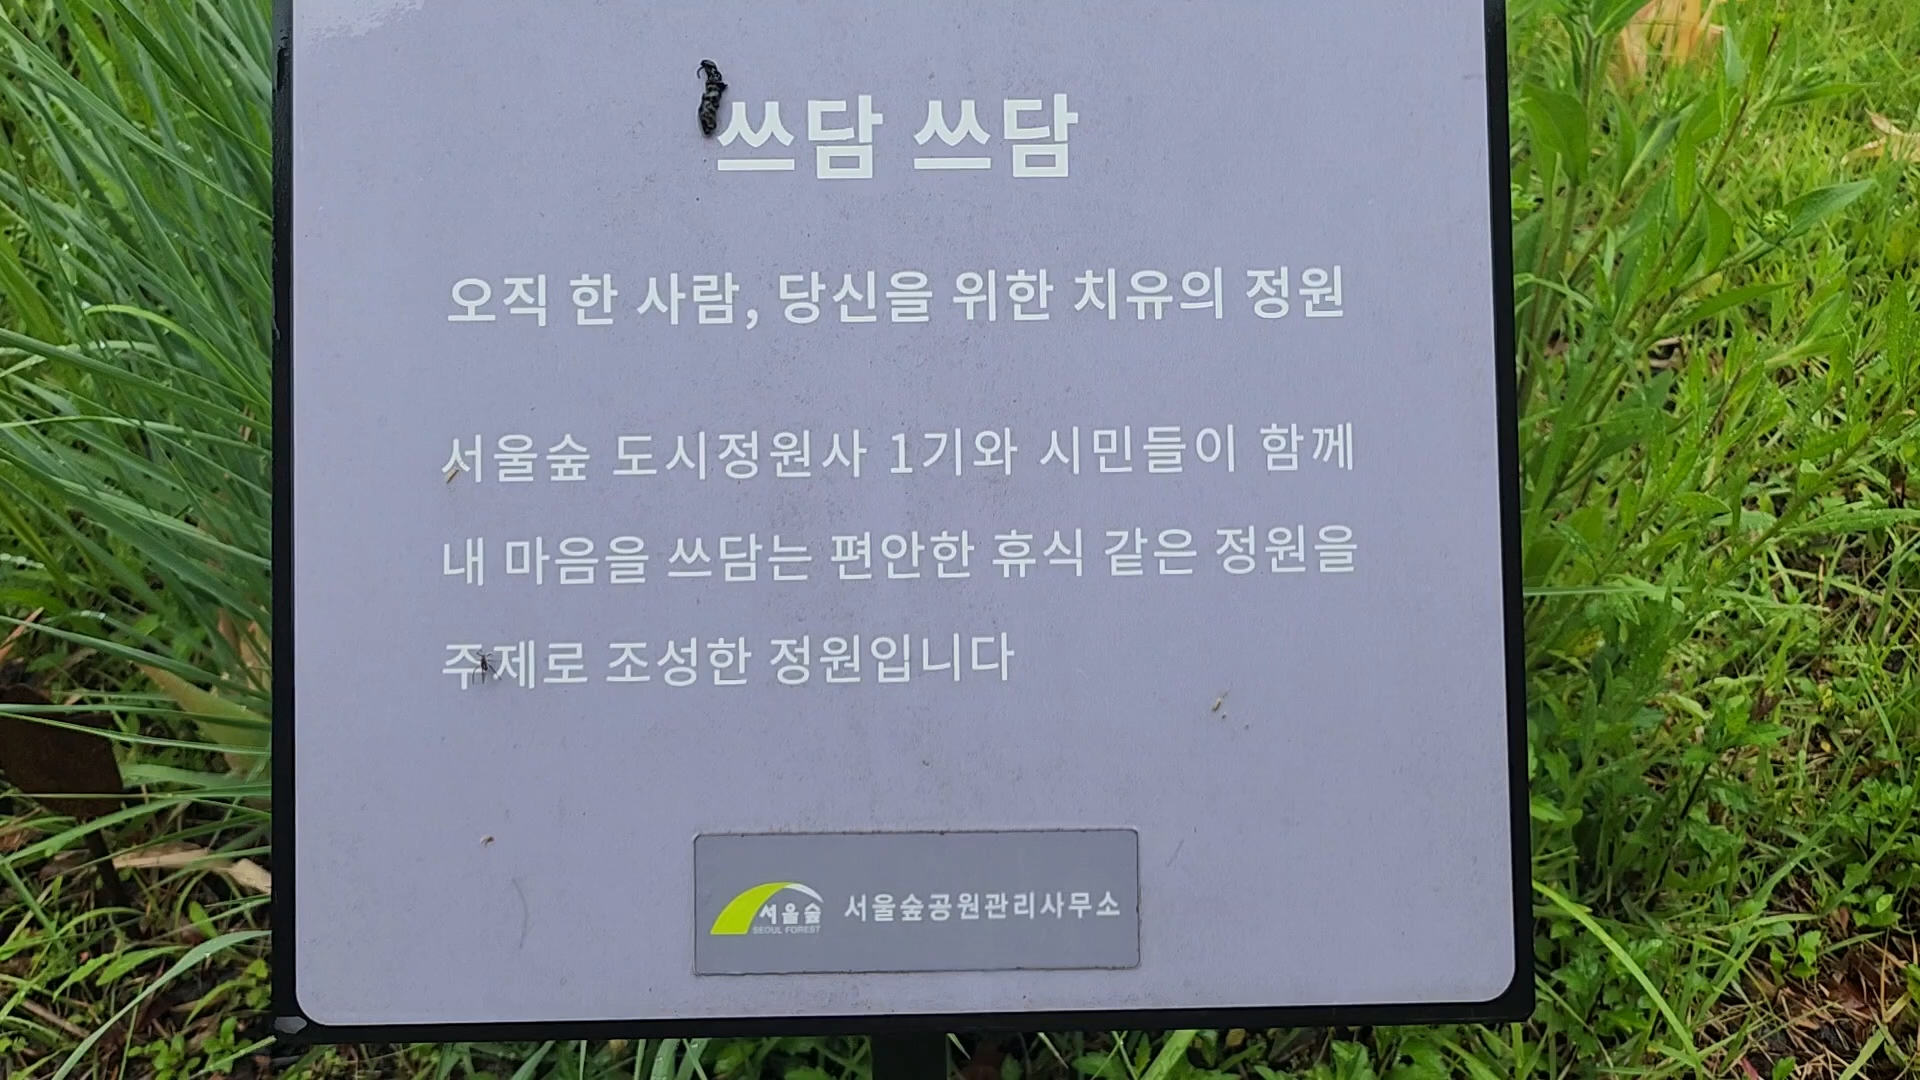 쓰담 쓰담
오직 한 사람, 당신을 위한 치유의 정원
서울숲 도시정원사 1기와 시민들이 함께
내 마음을 쓰담는 편안한 휴식 같은 정원을
주제로 조성한 정원입니다
서울숲
SEOUL FOREST
서울숲공원관리사무소